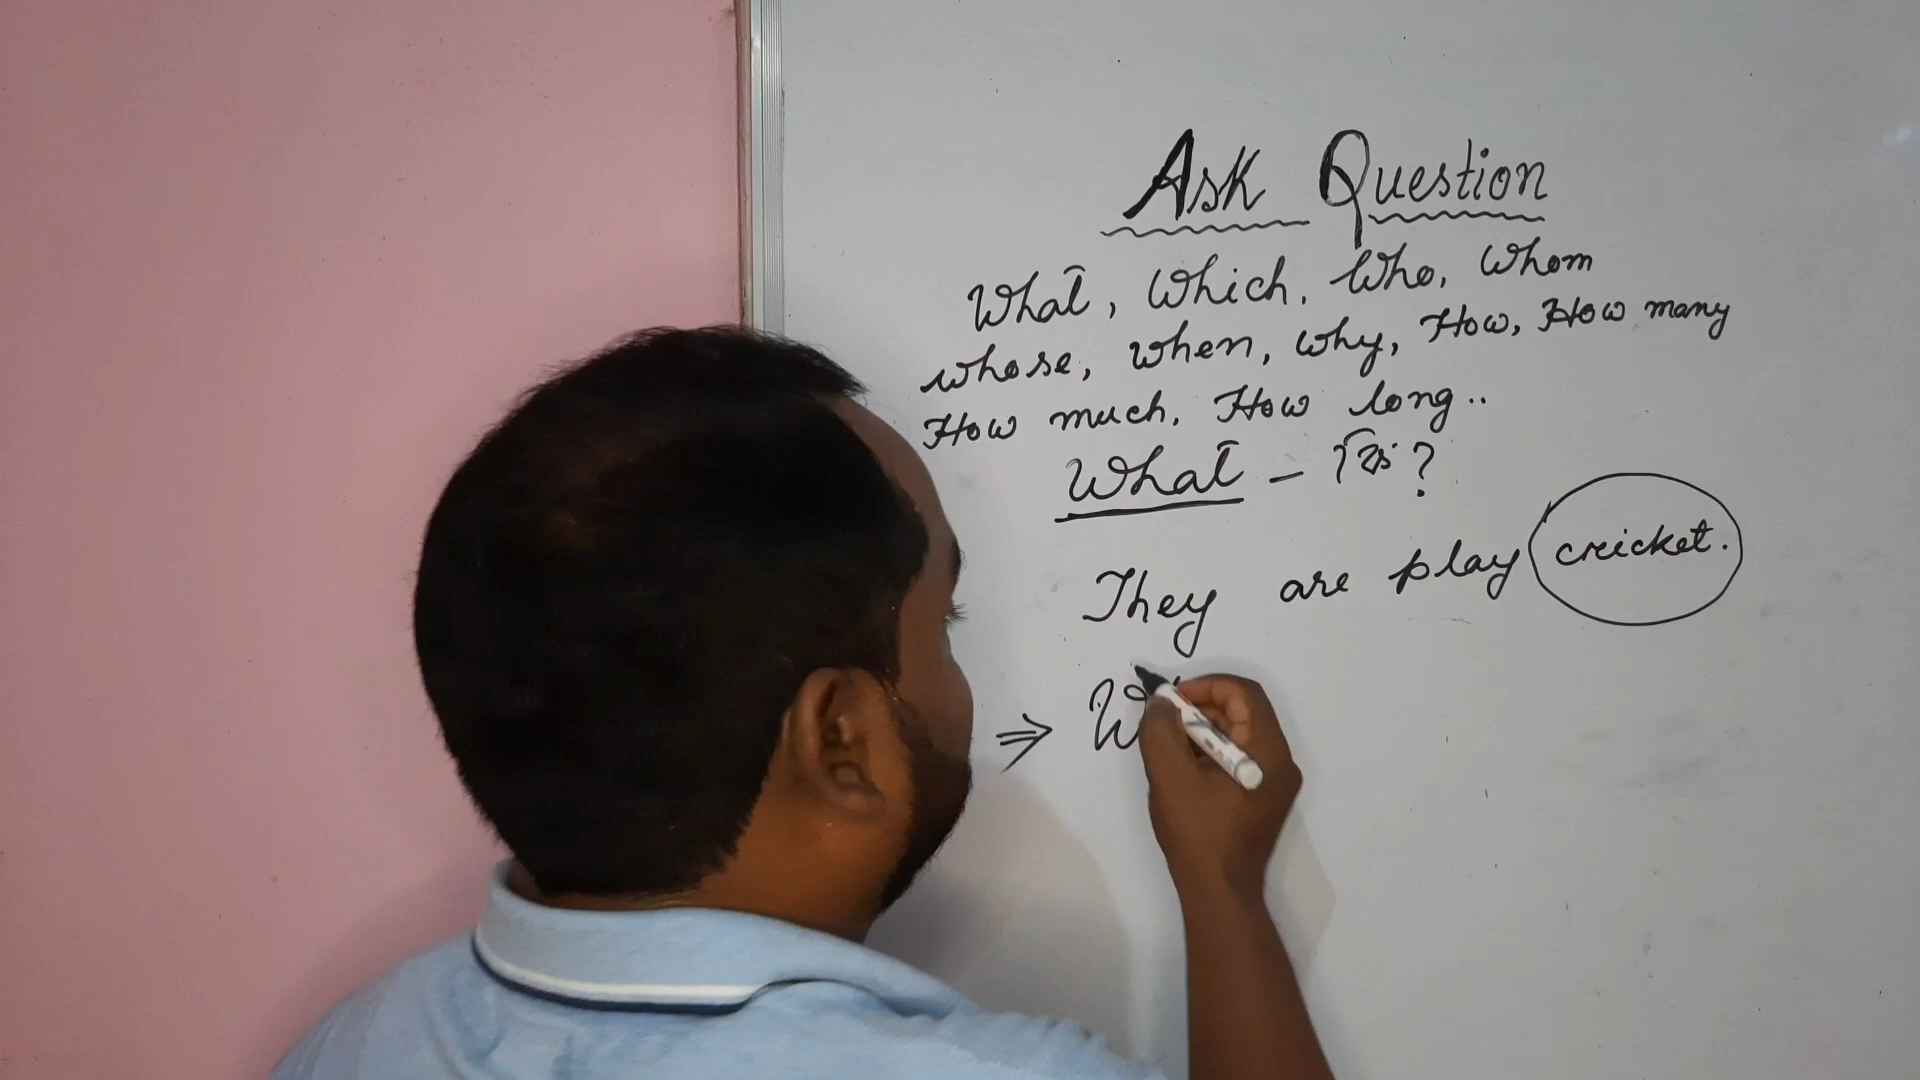 Ask Question
What, Which, Who, Whom
whose, when, why, How, How many
How much, How long..
What - কি?
They are play cricket.
⇒ W